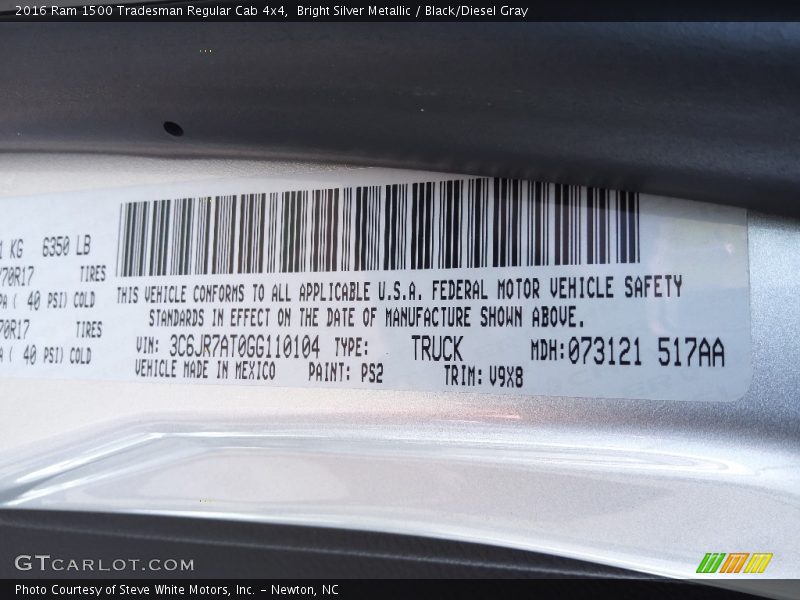 2016 Ram 1500 Tradesman Regular Cab 4x4,  Bright Silver Metallic / Black/Diesel Gray
KG 6350 LB
70R17 TIRES
PA ( 40 PSI) COLD
70R17 TIRES
( 40 PSI) COLD
THIS VEHICLE CONFORMS TO ALL APPLICABLE U.S.A. FEDERAL MOTOR VEHICLE SAFETY
STANDARDS IN EFFECT ON THE DATE OF MANUFACTURE SHOWN ABOVE.
VIN: 3C6JR7AT0GG110104 TYPE: TRUCK MDH:073121 517AA
VEHICLE MADE IN MEXICO PAINT: PS2 TRIM: V9X8
GTCARLOT.COM
Photo Courtesy of Steve White Motors, Inc. – Newton, NC